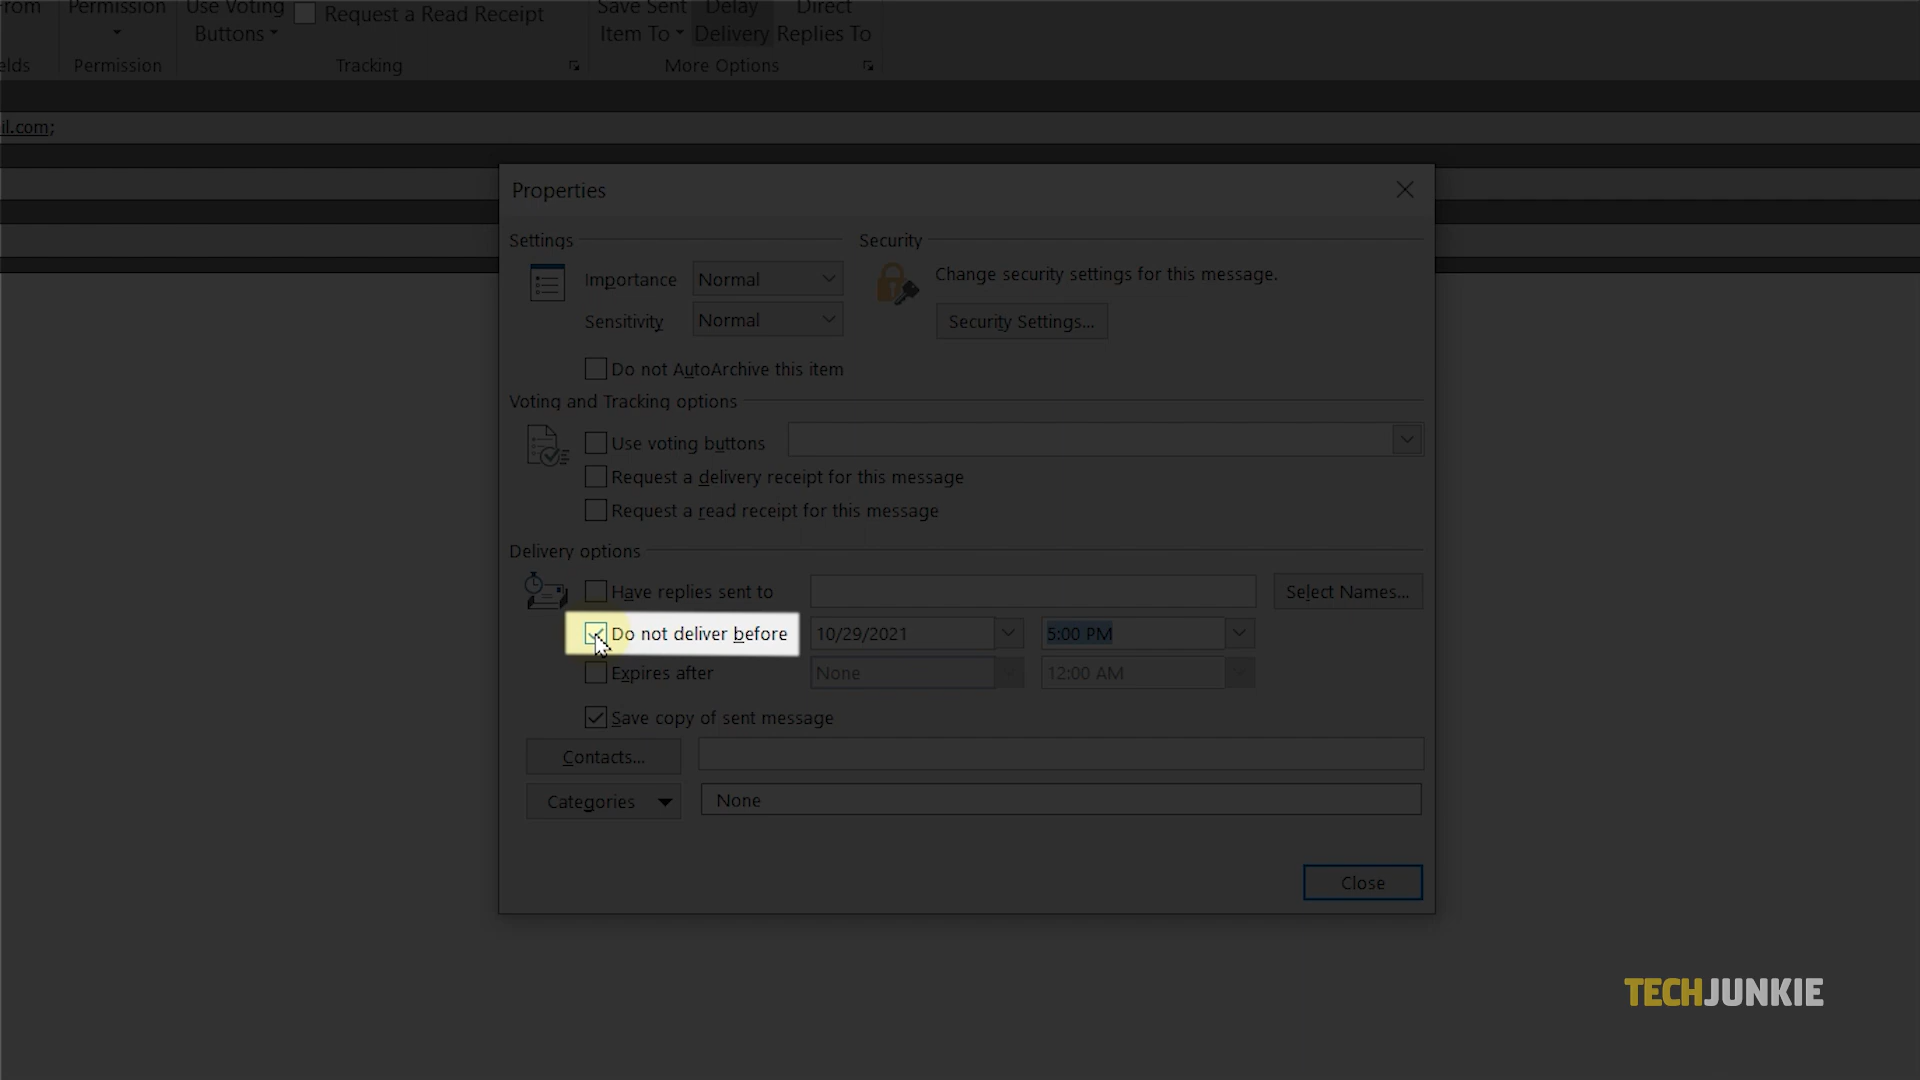 From
Permission
Use Voting
Buttons
Request a Read Receipt
Save Sent
Item To
Delay
Delivery
Direct
Replies To
elds
Permission
Tracking
More Options
il.com;
Properties
Settings
Security
Importance
Normal
Change security settings for this message.
Sensitivity
Normal
Security Settings...
Do not AutoArchive this item
Voting and Tracking options
Use voting buttons
Request a delivery receipt for this message
Request a read receipt for this message
Delivery options
Have replies sent to
Select Names...
Do not deliver before
10/29/2021
5:00 PM
Expires after
None
12:00 AM
Save copy of sent message
Contacts...
Categories
None
Close
TECHJUNKIE